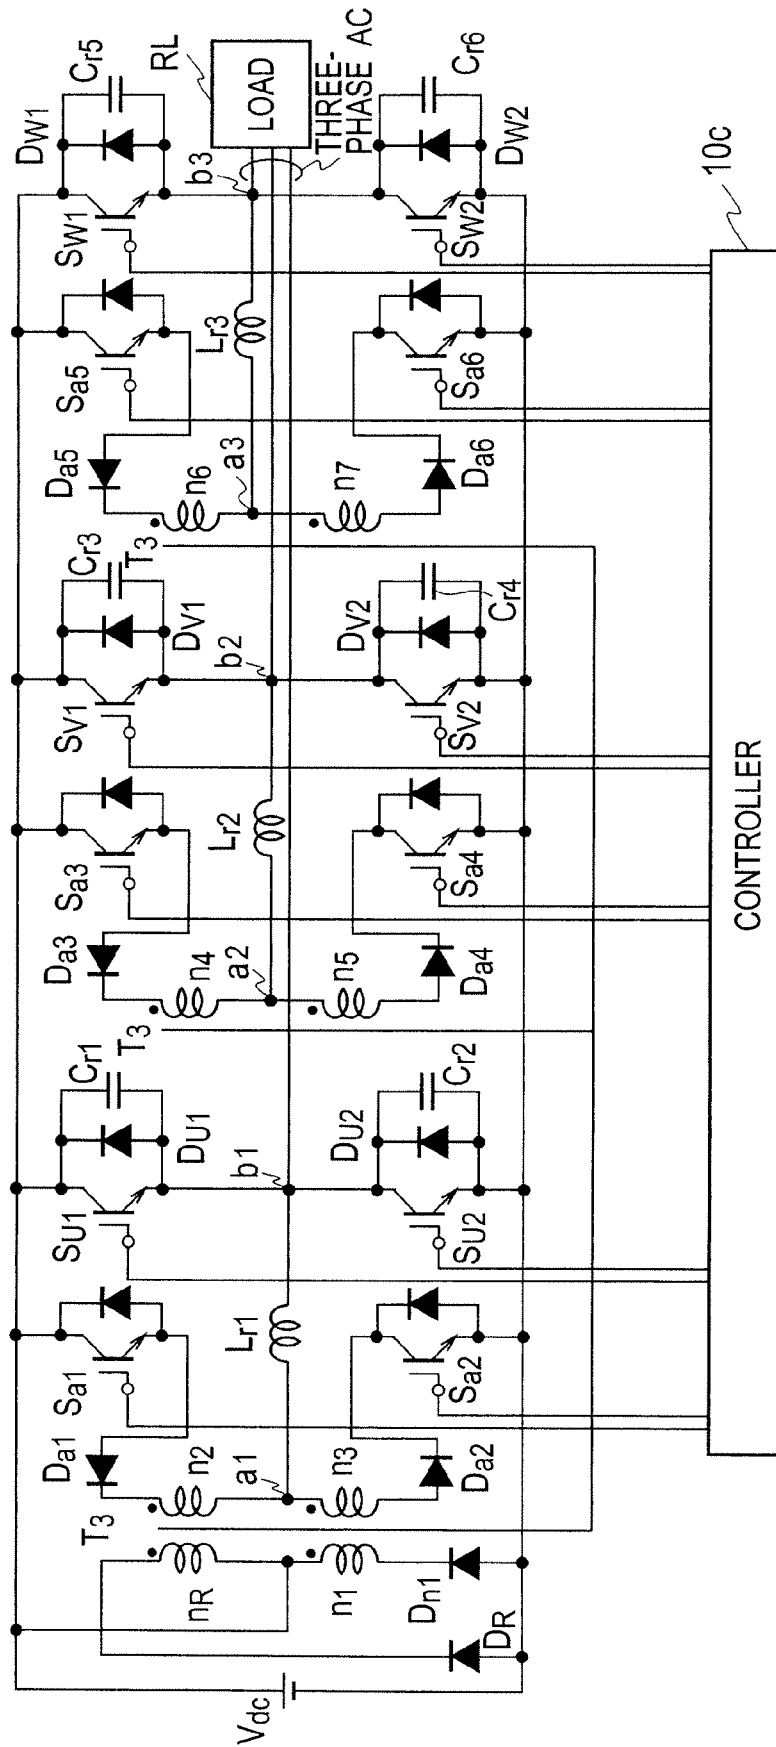 Vdc
T3
nR
n1
Dn1
DR
Da1
n2
a1
n3
Da2
Sa1
Lr1
Sa2
SU1
b1
SU2
DU1
DU2
Cr1
Cr2
T3
Da3
n4
a2
n5
Da4
Sa3
Lr2
Sa4
SV1
b2
SV2
DV1
DV2
Cr3
Cr4
T3
Da5
n6
a3
n7
Da6
Sa5
Lr3
Sa6
SW1
b3
SW2
DW1
DW2
Cr5
Cr6
RL
LOAD
THREE-
PHASE AC
10c
CONTROLLER